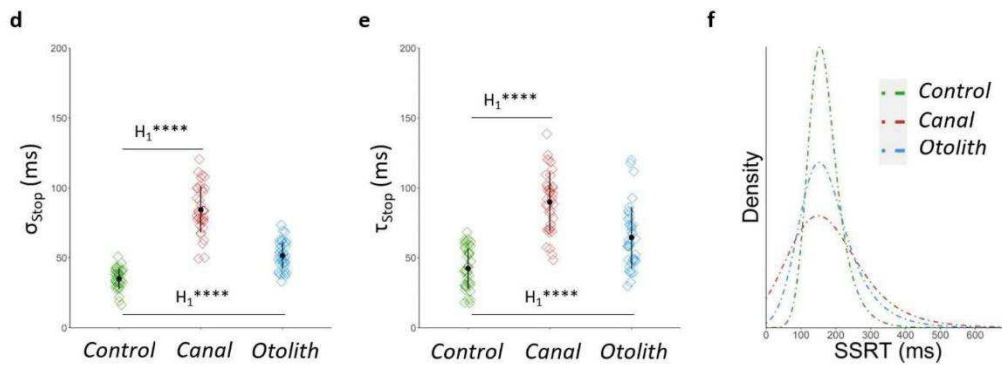 d
200
150
100
50
0
σStop (ms)
H1****
H1****
Control Canal Otolith
e
200
150
100
50
0
τStop (ms)
H1****
H1****
Control Canal Otolith
f
Density
Control
Canal
Otolith
0 100 200 300 400 500 600
SSRT (ms)